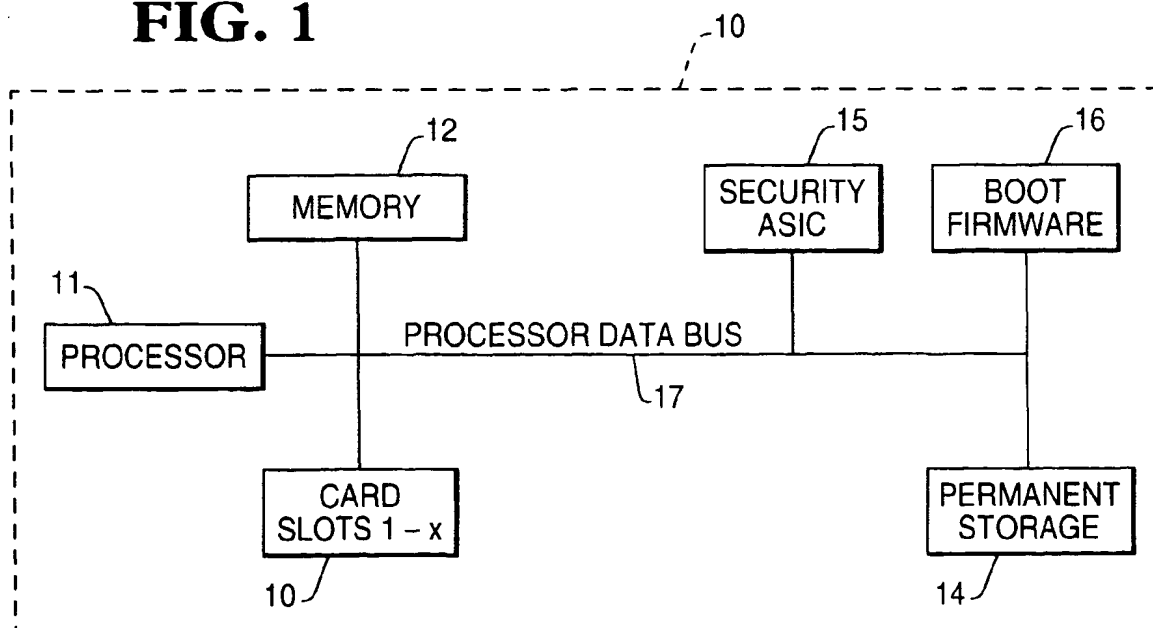 FIG. 1
10
12
15
16
MEMORY
SECURITY
ASIC
BOOT
FIRMWARE
11
PROCESSOR
PROCESSOR DATA BUS
17
CARD
SLOTS 1 – x
10
PERMANENT
STORAGE
14